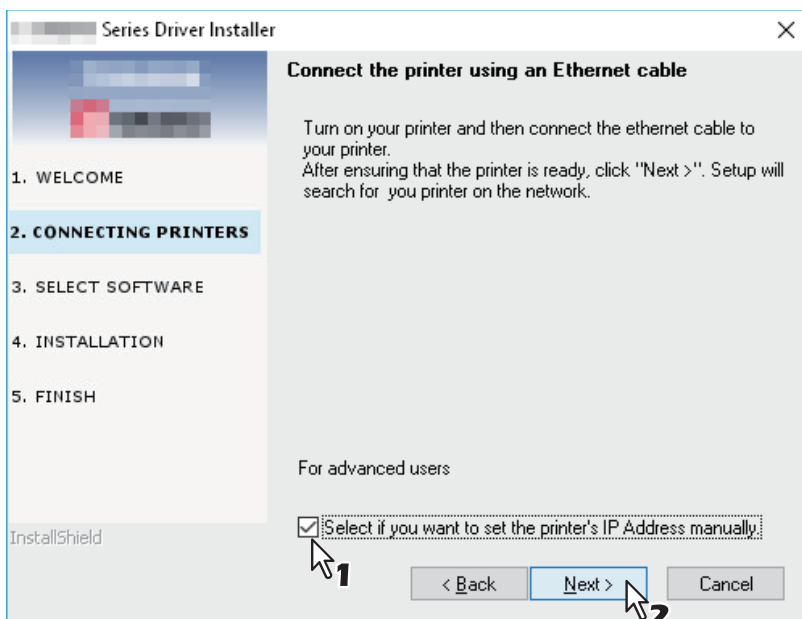 Series Driver Installer
Connect the printer using an Ethernet cable
Turn on your printer and then connect the ethernet cable to
your printer.
After ensuring that the printer is ready, click "Next >". Setup will
search for  you printer on the network.
1. WELCOME
2. CONNECTING PRINTERS
3. SELECT SOFTWARE
4. INSTALLATION
5. FINISH
For advanced users
Select if you want to set the printer's IP Address manually.
InstallShield
1
< Back Next > Cancel
2